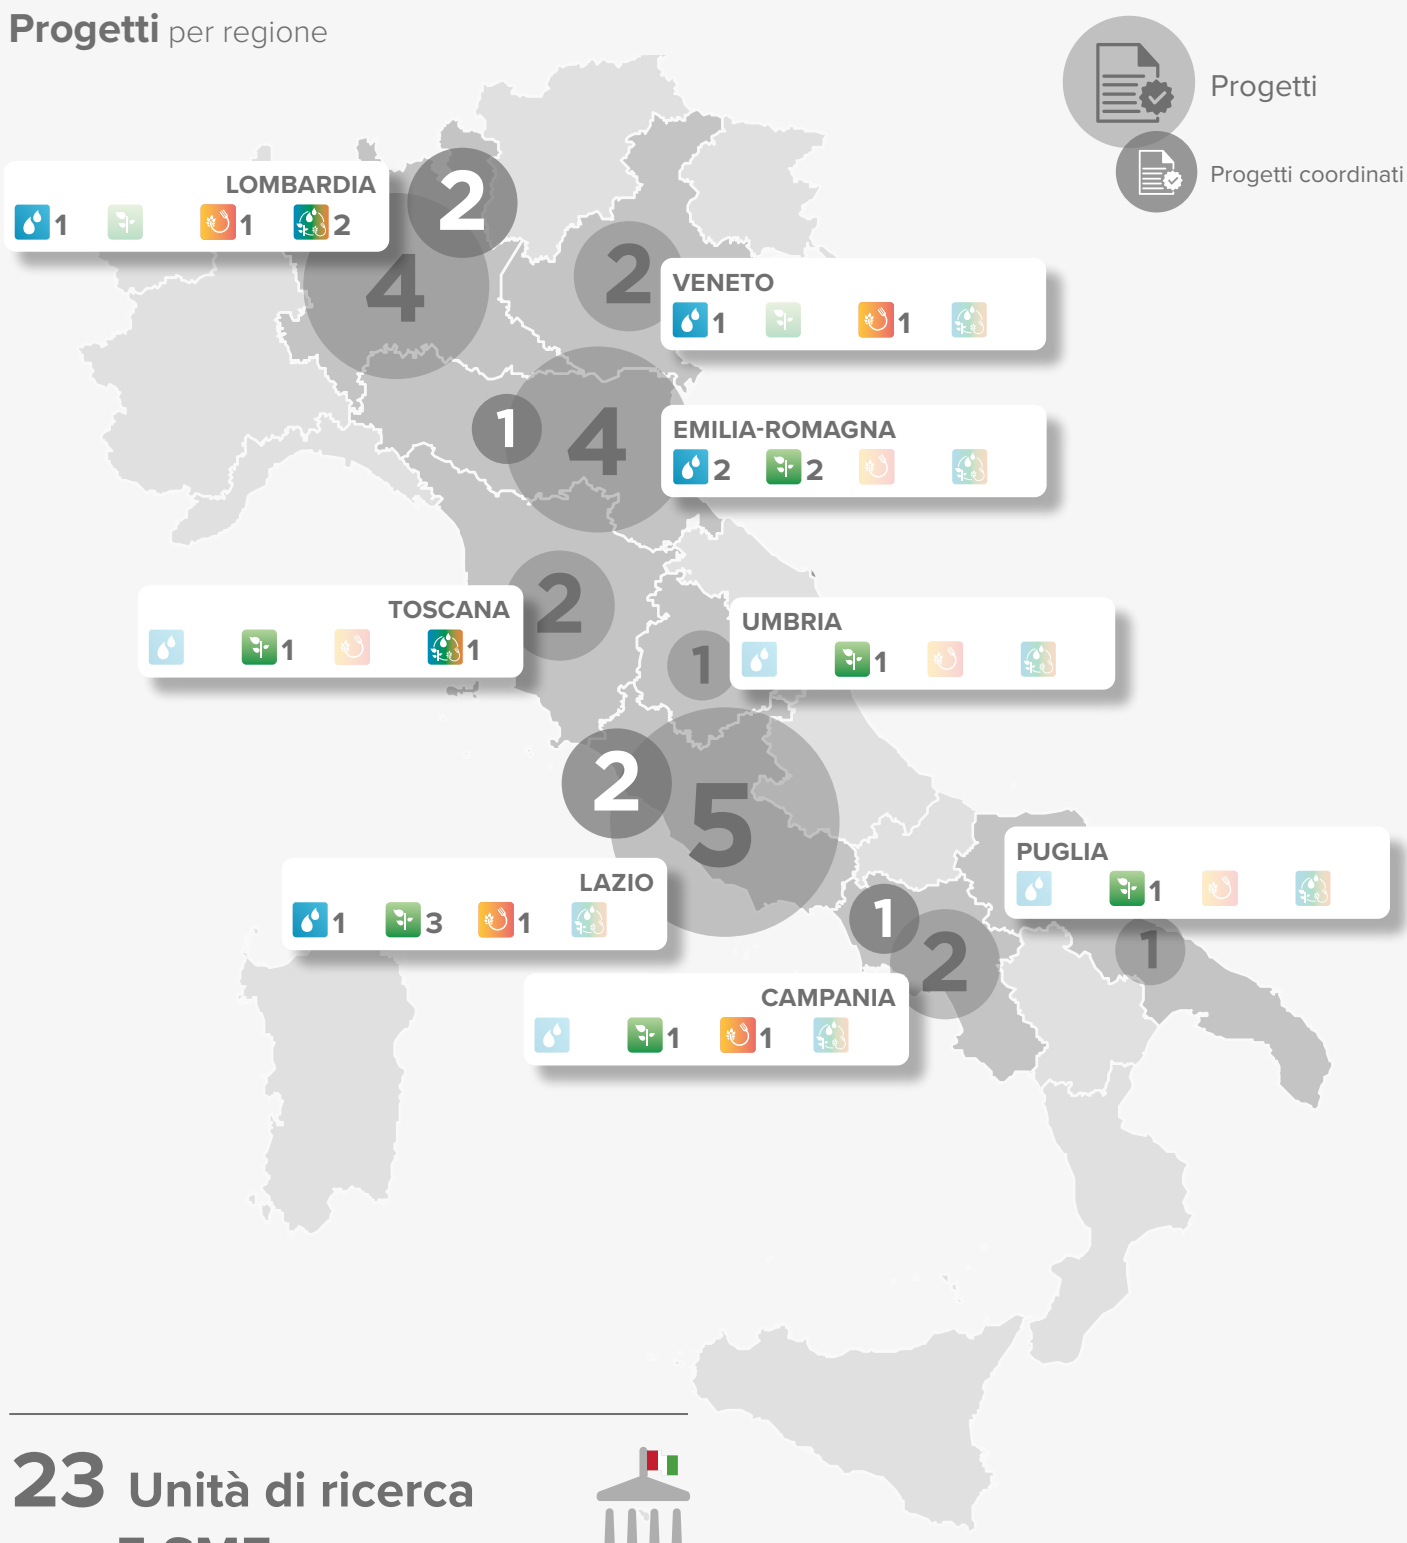 Progetti per regione
Progetti
Progetti coordinati
LOMBARDIA
1 1 2
2
4
2
VENETO
1 1
1
4
EMILIA-ROMAGNA
2 2
2
TOSCANA
1 1
1
UMBRIA
1
2
5
LAZIO
1 3 1
PUGLIA
1
1
1
2
CAMPANIA
1 1
23 Unità di ricerca